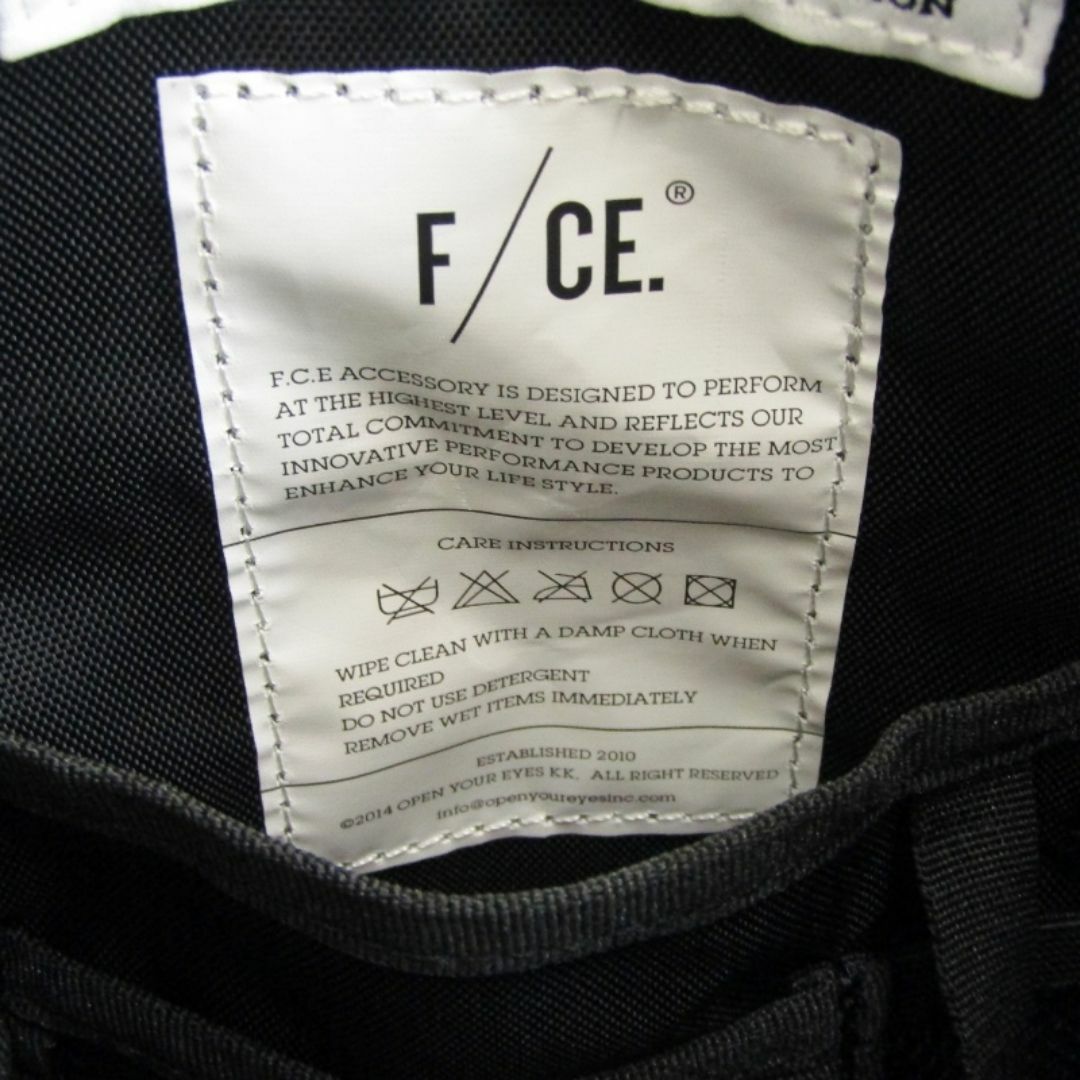 F/CE.®
F.C.E ACCESSORY IS DESIGNED TO PERFORM
AT THE HIGHEST LEVEL AND REFLECTS OUR
TOTAL COMMITMENT TO DEVELOP THE MOST
INNOVATIVE PERFORMANCE PRODUCTS TO
ENHANCE YOUR LIFE STYLE.
CARE INSTRUCTIONS
WIPE CLEAN WITH A DAMP CLOTH WHEN
REQUIRED
DO NOT USE DETERGENT
REMOVE WET ITEMS IMMEDIATELY
ESTABLISHED 2010
©2014 OPEN YOUR EYES KK. ALL RIGHT RESERVED
info@openyoureyesinc.com